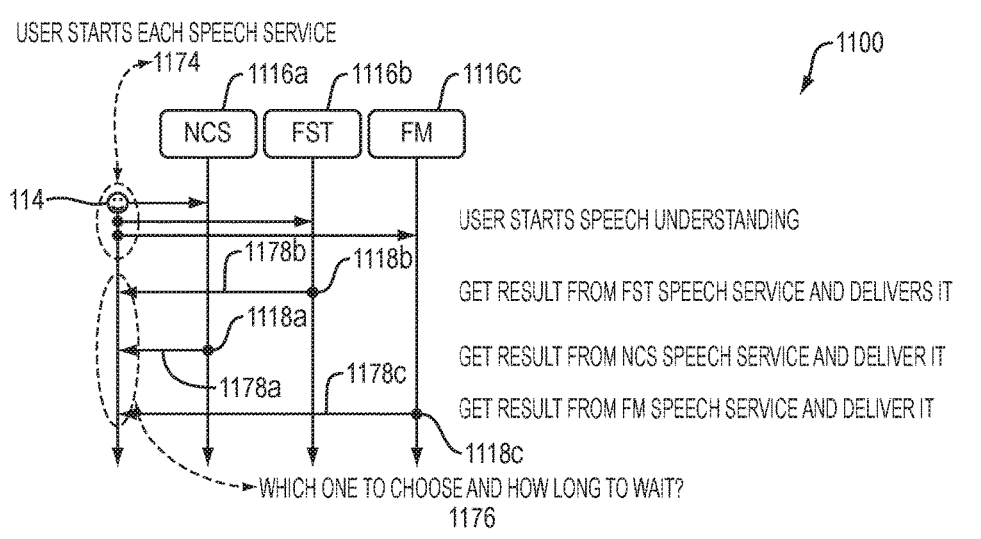 USER STARTS EACH SPEECH SERVICE
1174
1100
1116a
1116b
1116c
NCS
FST
FM
114
USER STARTS SPEECH UNDERSTANDING
1178b
1118b
GET RESULT FROM FST SPEECH SERVICE AND DELIVERS IT
1118a
GET RESULT FROM NCS SPEECH SERVICE AND DELIVER IT
1178a
1178c
GET RESULT FROM FM SPEECH SERVICE AND DELIVER IT
1118c
WHICH ONE TO CHOOSE AND HOW LONG TO WAIT?
1176